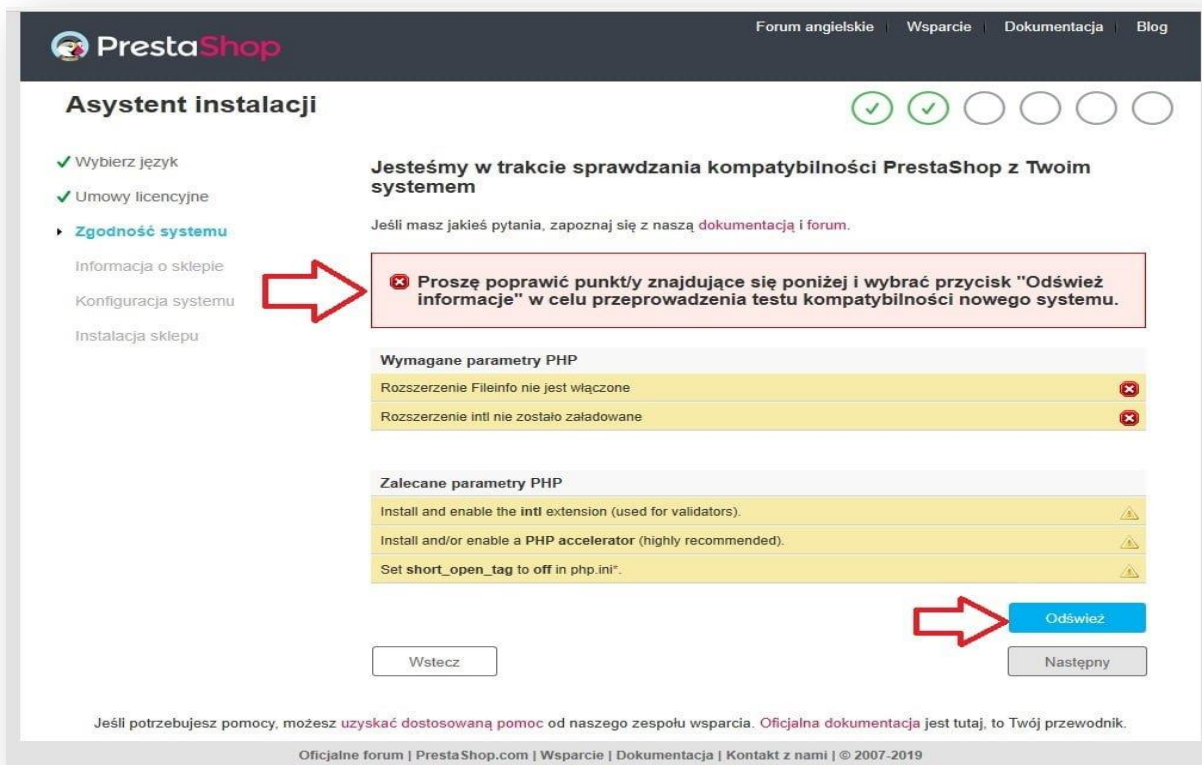 PrestaShop
Forum angielskie Wsparcie Dokumentacja Blog
Asystent instalacji
Wybierz język
Umowy licencyjne
Zgodność systemu
Informacja o sklepie
Konfiguracja systemu
Instalacja sklepu
Jesteśmy w trakcie sprawdzania kompatybilności PrestaShop z Twoim
systemem
Jeśli masz jakieś pytania, zapoznaj się z naszą dokumentacją i forum.
Proszę poprawić punkt/y znajdujące się poniżej i wybrać przycisk "Odśwież
informacje" w celu przeprowadzenia testu kompatybilności nowego systemu.
Wymagane parametry PHP
Rozszerzenie Fileinfo nie jest włączone
Rozszerzenie intl nie zostało załadowane
Zalecane parametry PHP
Install and enable the intl extension (used for validators).
Install and/or enable a PHP accelerator (highly recommended).
Set short_open_tag to off in php.ini*.
Odśwież
Wstecz
Następny
Jeśli potrzebujesz pomocy, możesz uzyskać dostosowaną pomoc od naszego zespołu wsparcia. Oficjalna dokumentacja jest tutaj, to Twój przewodnik.
Oficjalne forum | PrestaShop.com | Wsparcie | Dokumentacja | Kontakt z nami | © 2007-2019